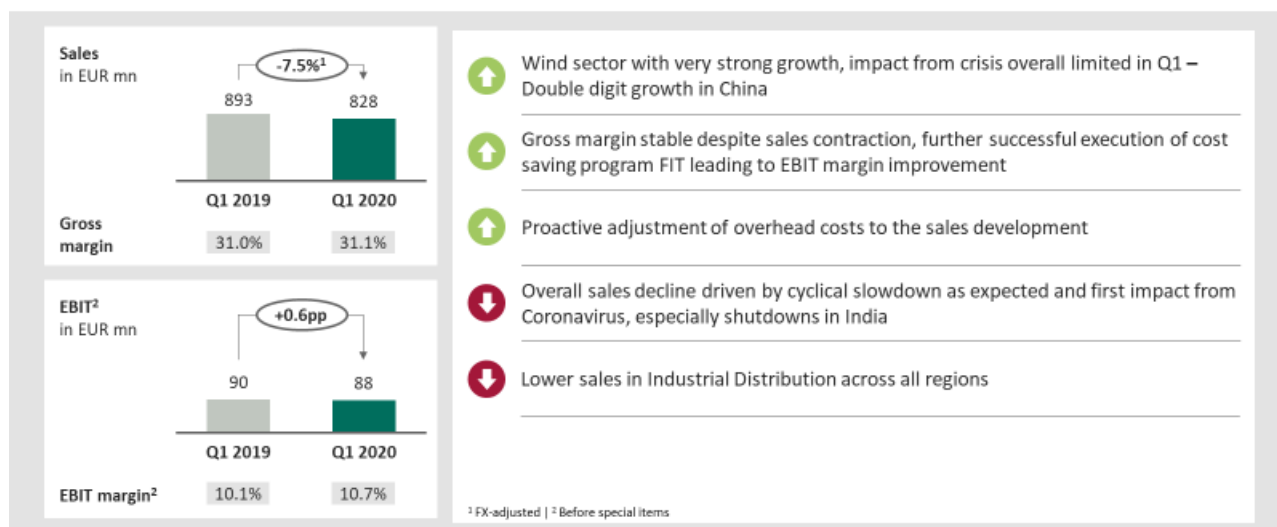 Sales
in EUR mn
-7.5%¹
893
828
Q1 2019
Q1 2020
Gross
margin
31.0%
31.1%
EBIT²
in EUR mn
+0.6pp
90
88
Q1 2019
Q1 2020
EBIT margin²
10.1%
10.7%
Wind sector with very strong growth, impact from crisis overall limited in Q1 –
Double digit growth in China
Gross margin stable despite sales contraction, further successful execution of cost
saving program FIT leading to EBIT margin improvement
Proactive adjustment of overhead costs to the sales development
Overall sales decline driven by cyclical slowdown as expected and first impact from
Coronavirus, especially shutdowns in India
Lower sales in Industrial Distribution across all regions
¹ FX-adjusted | ² Before special items